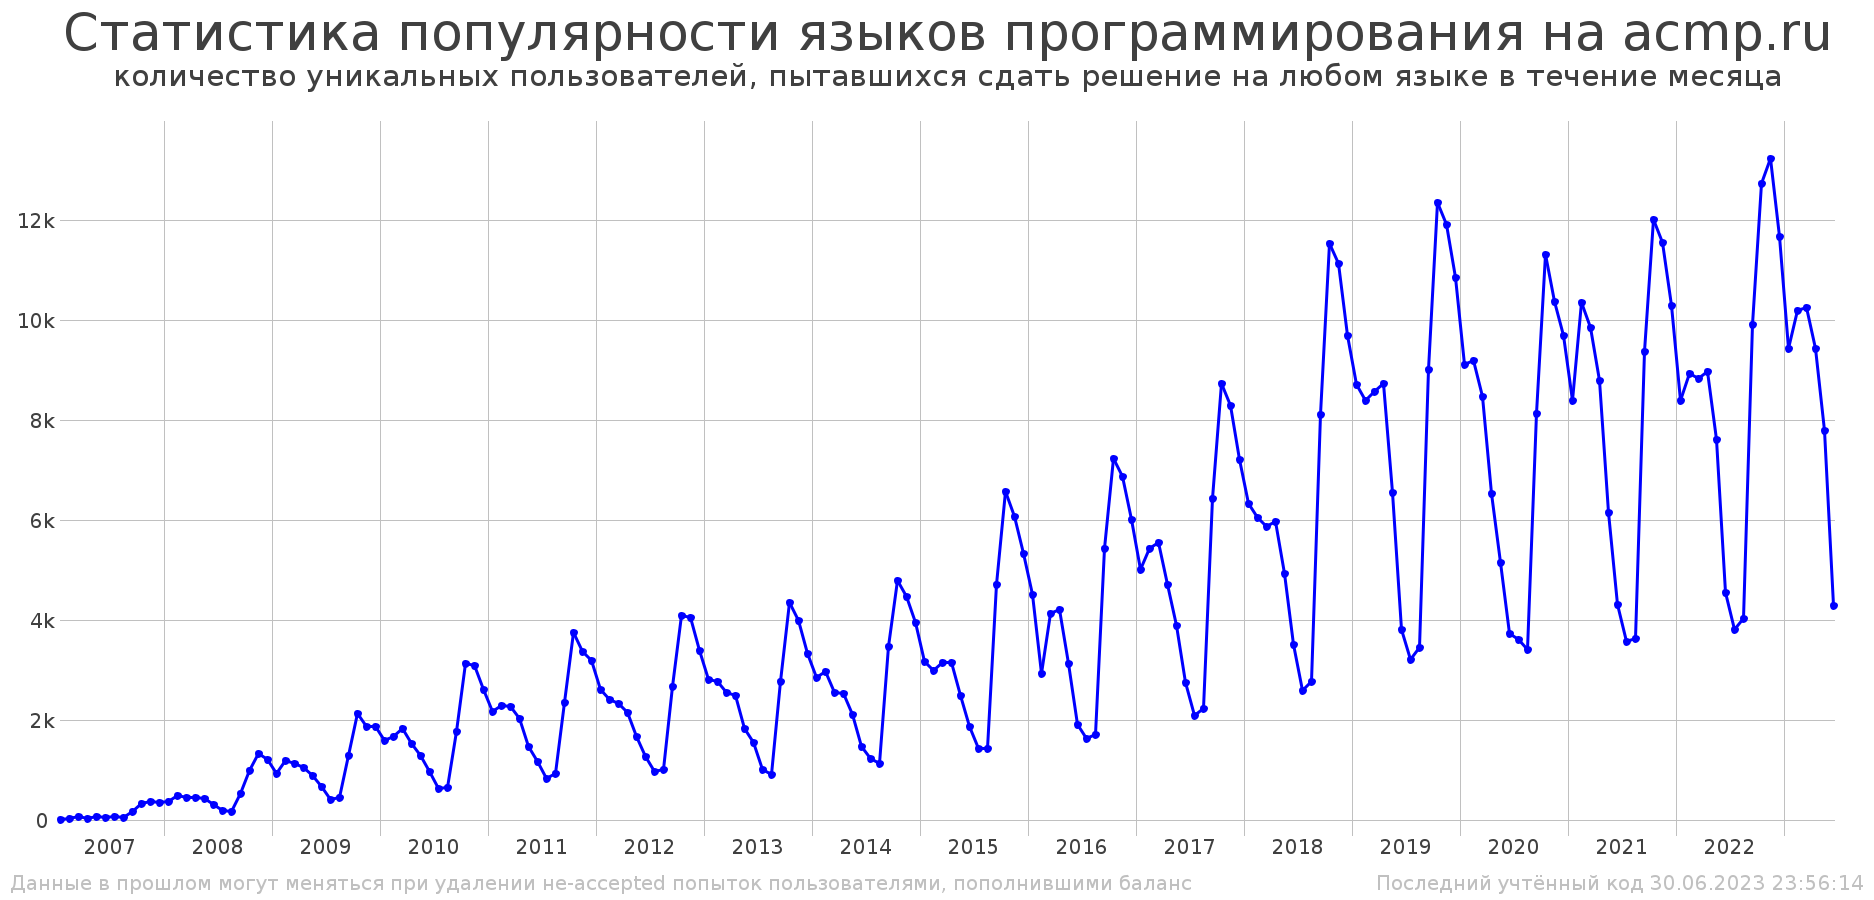 Статистика популярности языков программирования на acmp.ru
количество уникальных пользователей, пытавшихся сдать решение на любом языке в течение месяца
12k
10k
8k
6k
4k
2k
0
2007 2008 2009 2010 2011 2012 2013 2014 2015 2016 2017 2018 2019 2020 2021 2022
Данные в прошлом могут меняться при удалении не-accepted попыток пользователями, пополнившими баланс
Последний учтённый код 30.06.2023 23:56:14